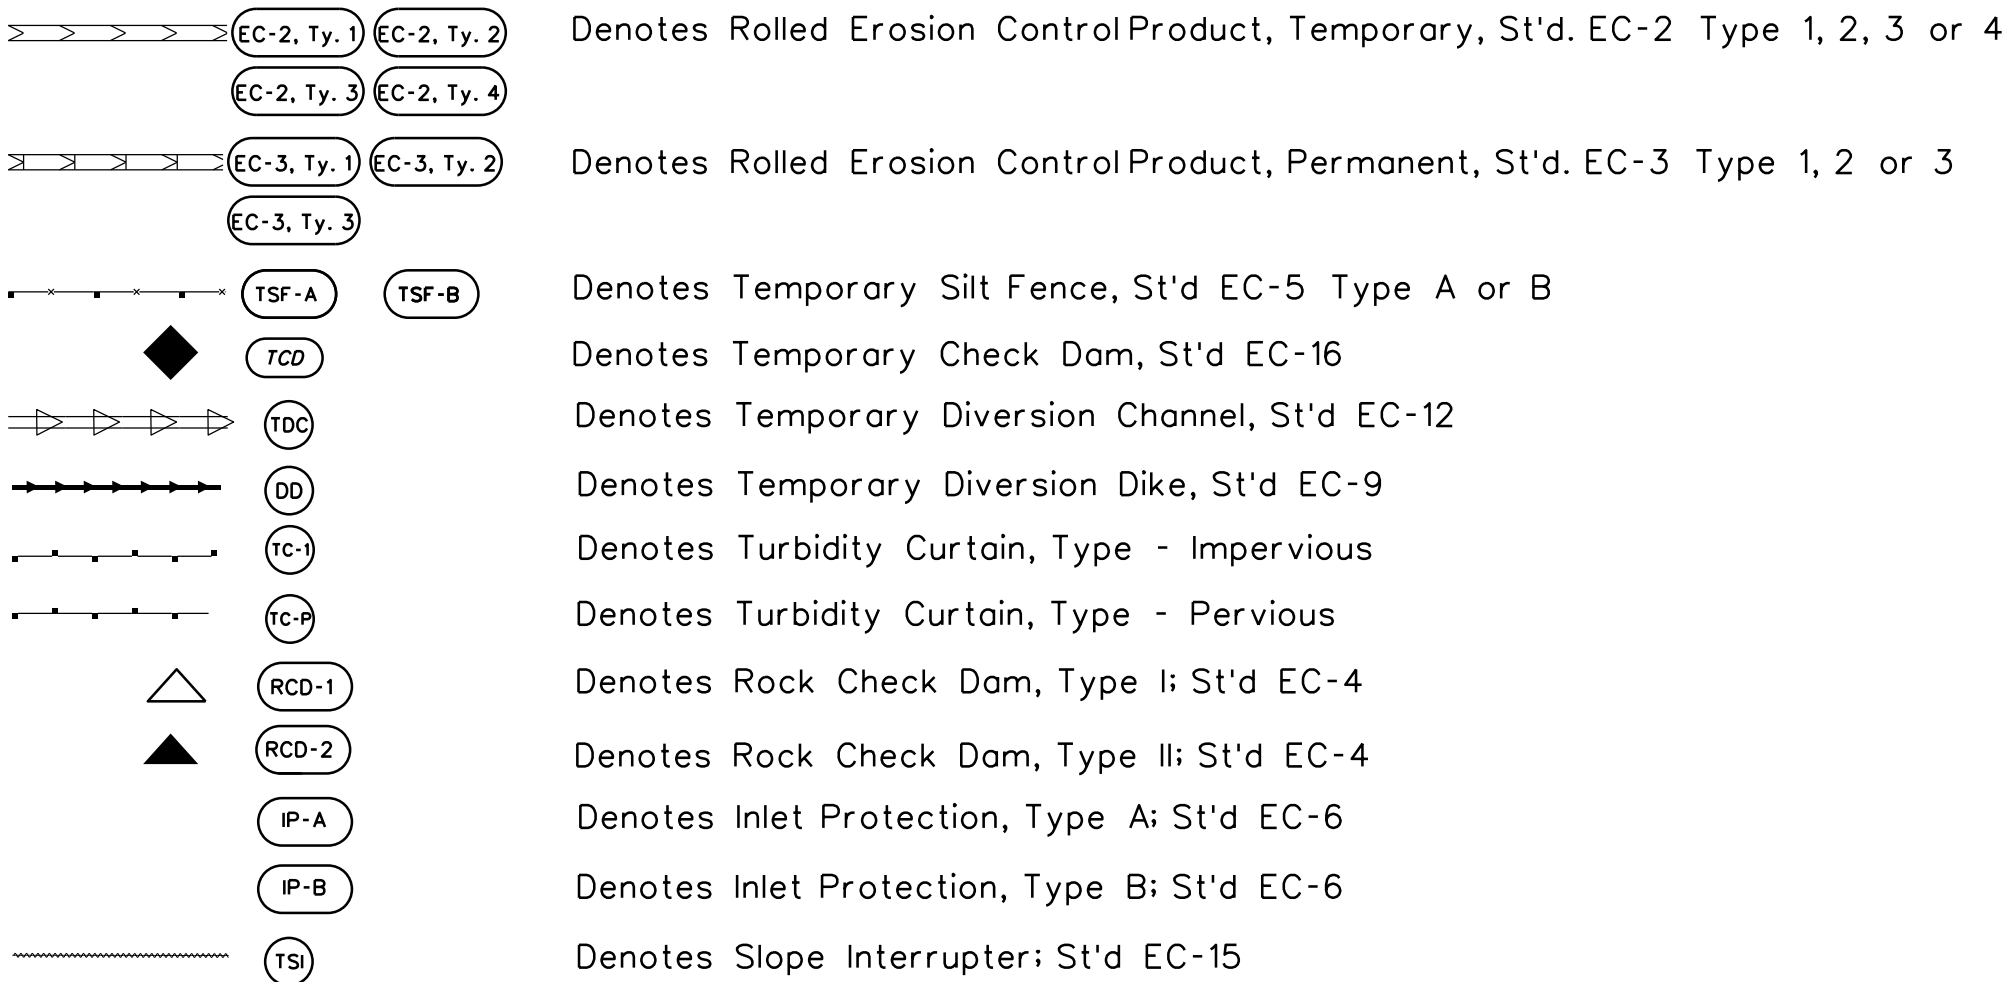 EC-2, Ty. 1 EC-2, Ty. 2 Denotes Rolled Erosion Control Product, Temporary, St'd. EC-2 Type 1, 2, 3 or 4
EC-2, Ty. 3 EC-2, Ty. 4
EC-3, Ty. 1 EC-3, Ty. 2 Denotes Rolled Erosion Control Product, Permanent, St'd. EC-3 Type 1, 2 or 3
EC-3, Ty. 3
TSF-A TSF-B Denotes Temporary Silt Fence, St'd EC-5 Type A or B
TCD Denotes Temporary Check Dam, St'd EC-16
TDC Denotes Temporary Diversion Channel, St'd EC-12
DD Denotes Temporary Diversion Dike, St'd EC-9
TC-1 Denotes Turbidity Curtain, Type - Impervious
TC-P Denotes Turbidity Curtain, Type - Pervious
RCD-1 Denotes Rock Check Dam, Type I; St'd EC-4
RCD-2 Denotes Rock Check Dam, Type II; St'd EC-4
IP-A Denotes Inlet Protection, Type A; St'd EC-6
IP-B Denotes Inlet Protection, Type B; St'd EC-6
TSI Denotes Slope Interrupter; St'd EC-15